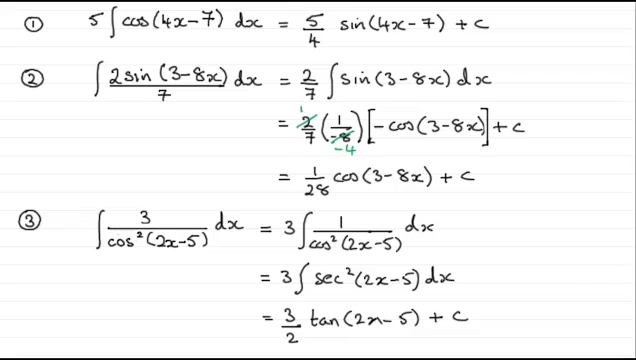 ① 5∫cos(4x−7) dx = 5/4 sin(4x−7) + c
② ∫ 2sin(3−8x)/7 dx = 2/7 ∫sin(3−8x) dx
= 2/7 (1/−8) [−cos(3−8x)] + c
1
−4
= 1/28 cos(3−8x) + c
③ ∫ 3/cos²(2x−5) dx = 3∫ 1/cos²(2x−5) dx
= 3∫ sec²(2x−5) dx
= 3/2 tan(2x−5) + c